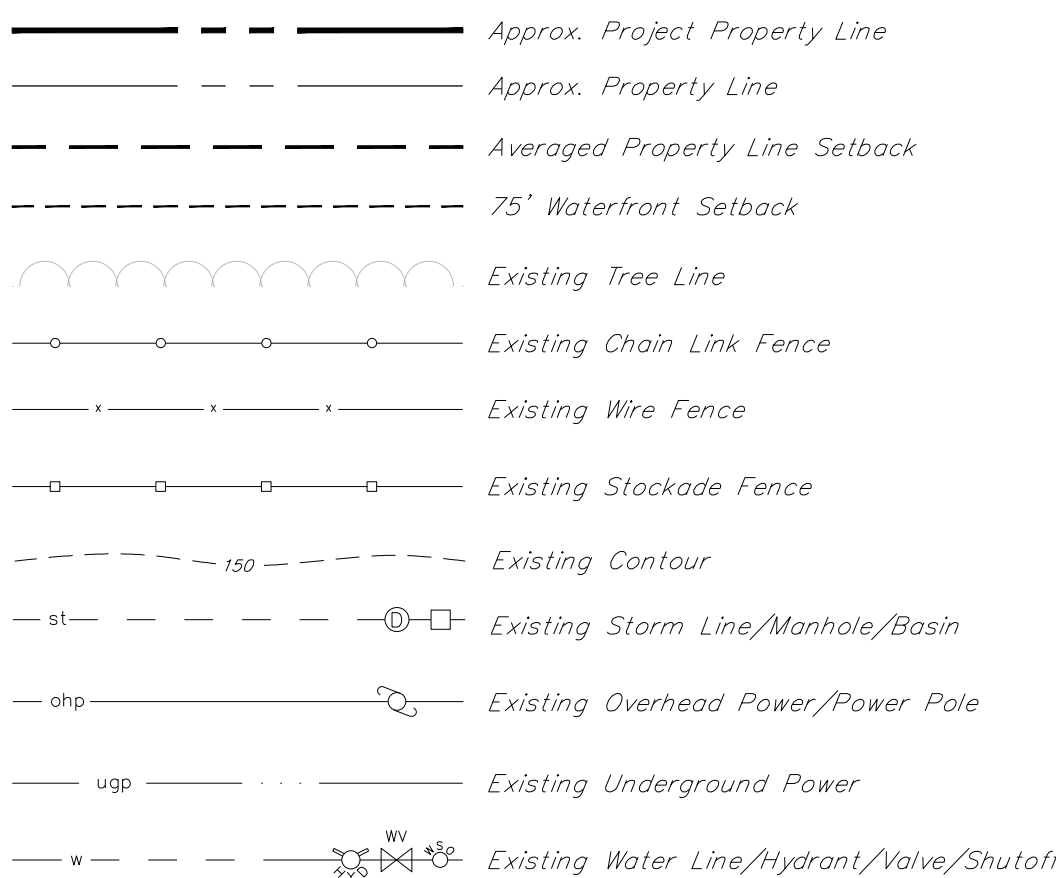 Approx. Project Property Line
Approx. Property Line
Averaged Property Line Setback
75' Waterfront Setback
Existing Tree Line
Existing Chain Link Fence
x x x Existing Wire Fence
Existing Stockade Fence
150 Existing Contour
st D Existing Storm Line/Manhole/Basin
ohp Existing Overhead Power/Power Pole
ugp Existing Underground Power
w HYD WV WSO Existing Water Line/Hydrant/Valve/Shutoff